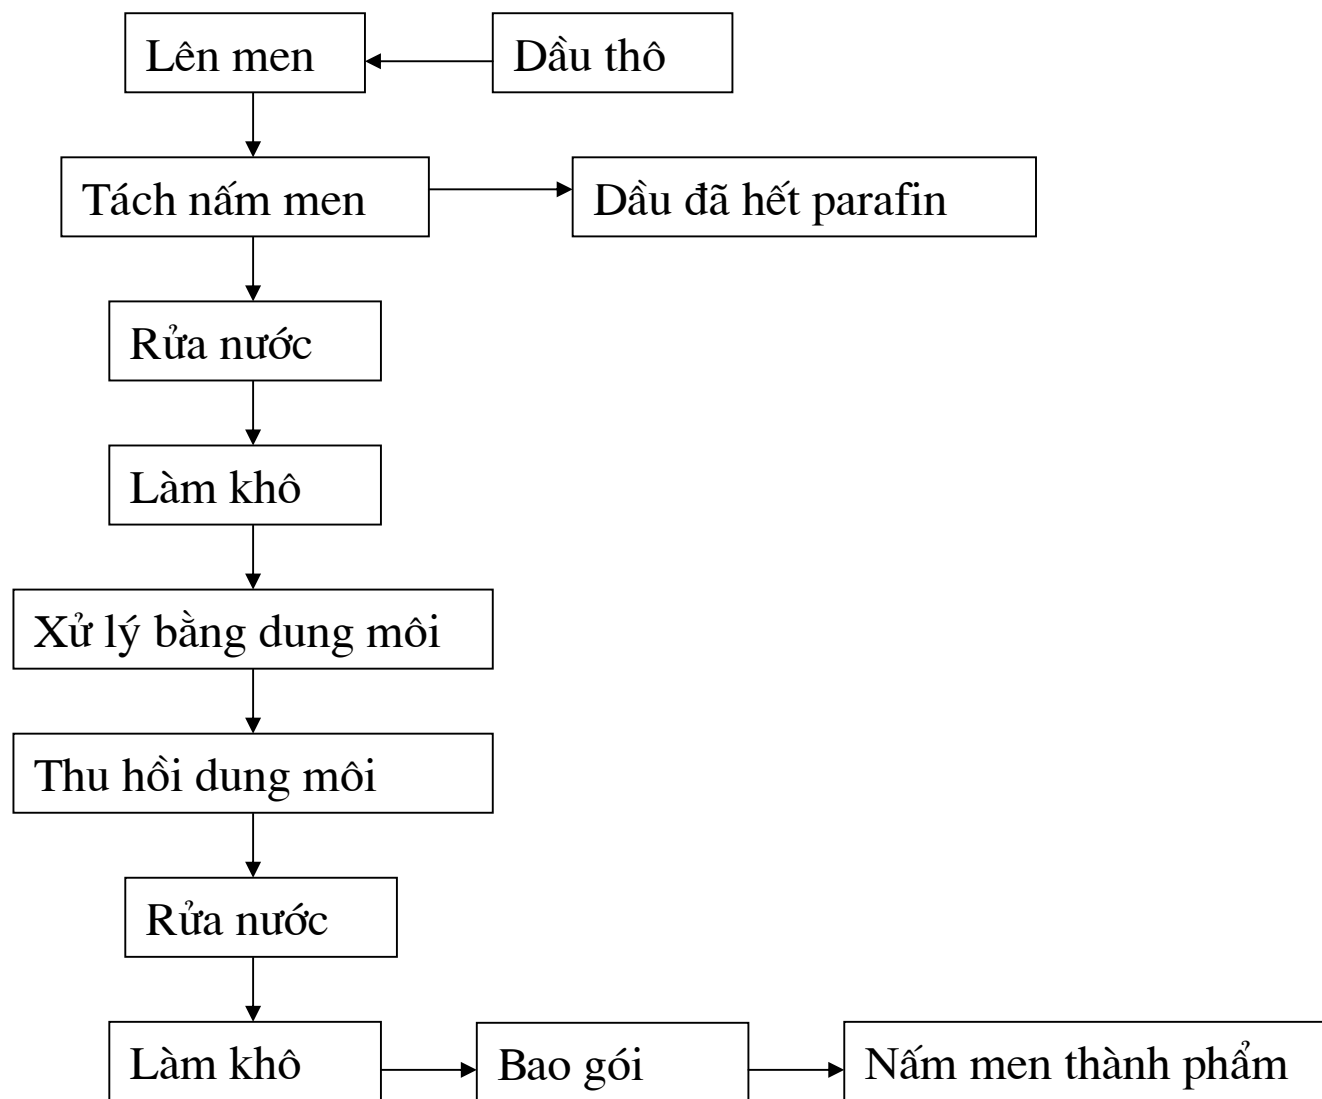 Lên men
Dầu thô
Tách nấm men
Dầu đã hết parafin
Rửa nước
Làm khô
Xử lý bằng dung môi
Thu hồi dung môi
Rửa nước
Làm khô
Bao gói
Nấm men thành phẩm